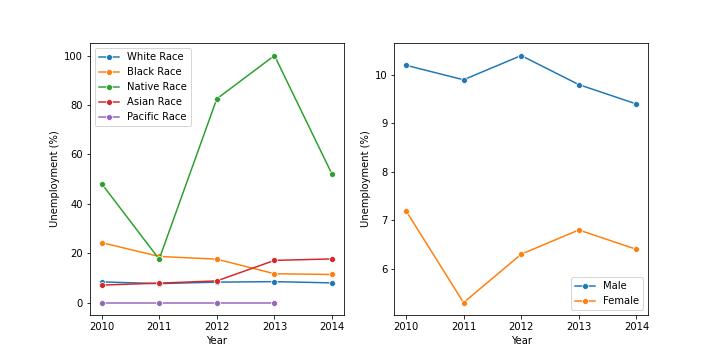 White Race
Black Race
Native Race
Asian Race
Pacific Race
Unemployment (%)
100
80
60
40
20
0
2010 2011 2012 2013 2014
Year
Unemployment (%)
10
9
8
7
6
Male
Female
2010 2011 2012 2013 2014
Year